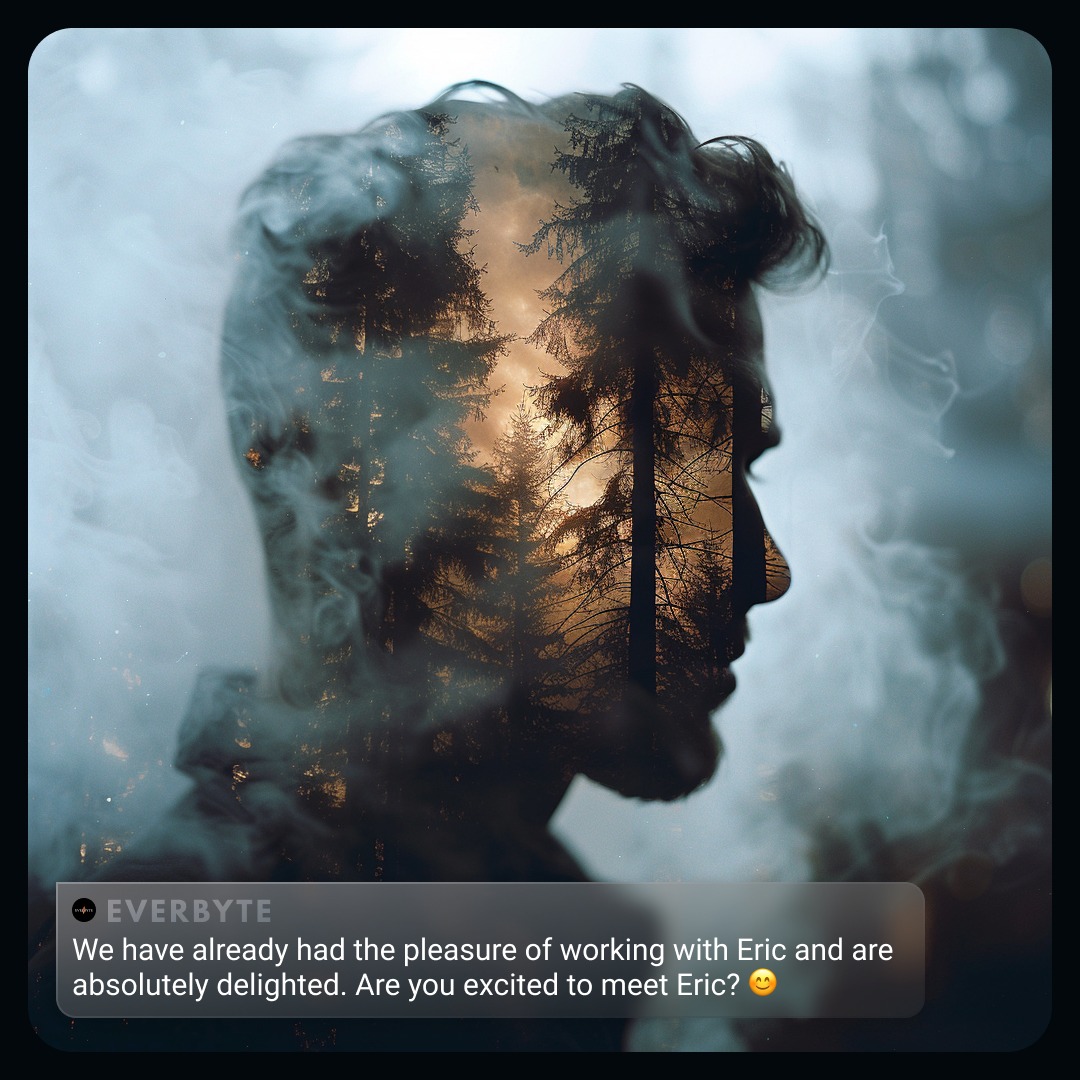 EVERBYTE
We have already had the pleasure of working with Eric and are
absolutely delighted. Are you excited to meet Eric? 😊